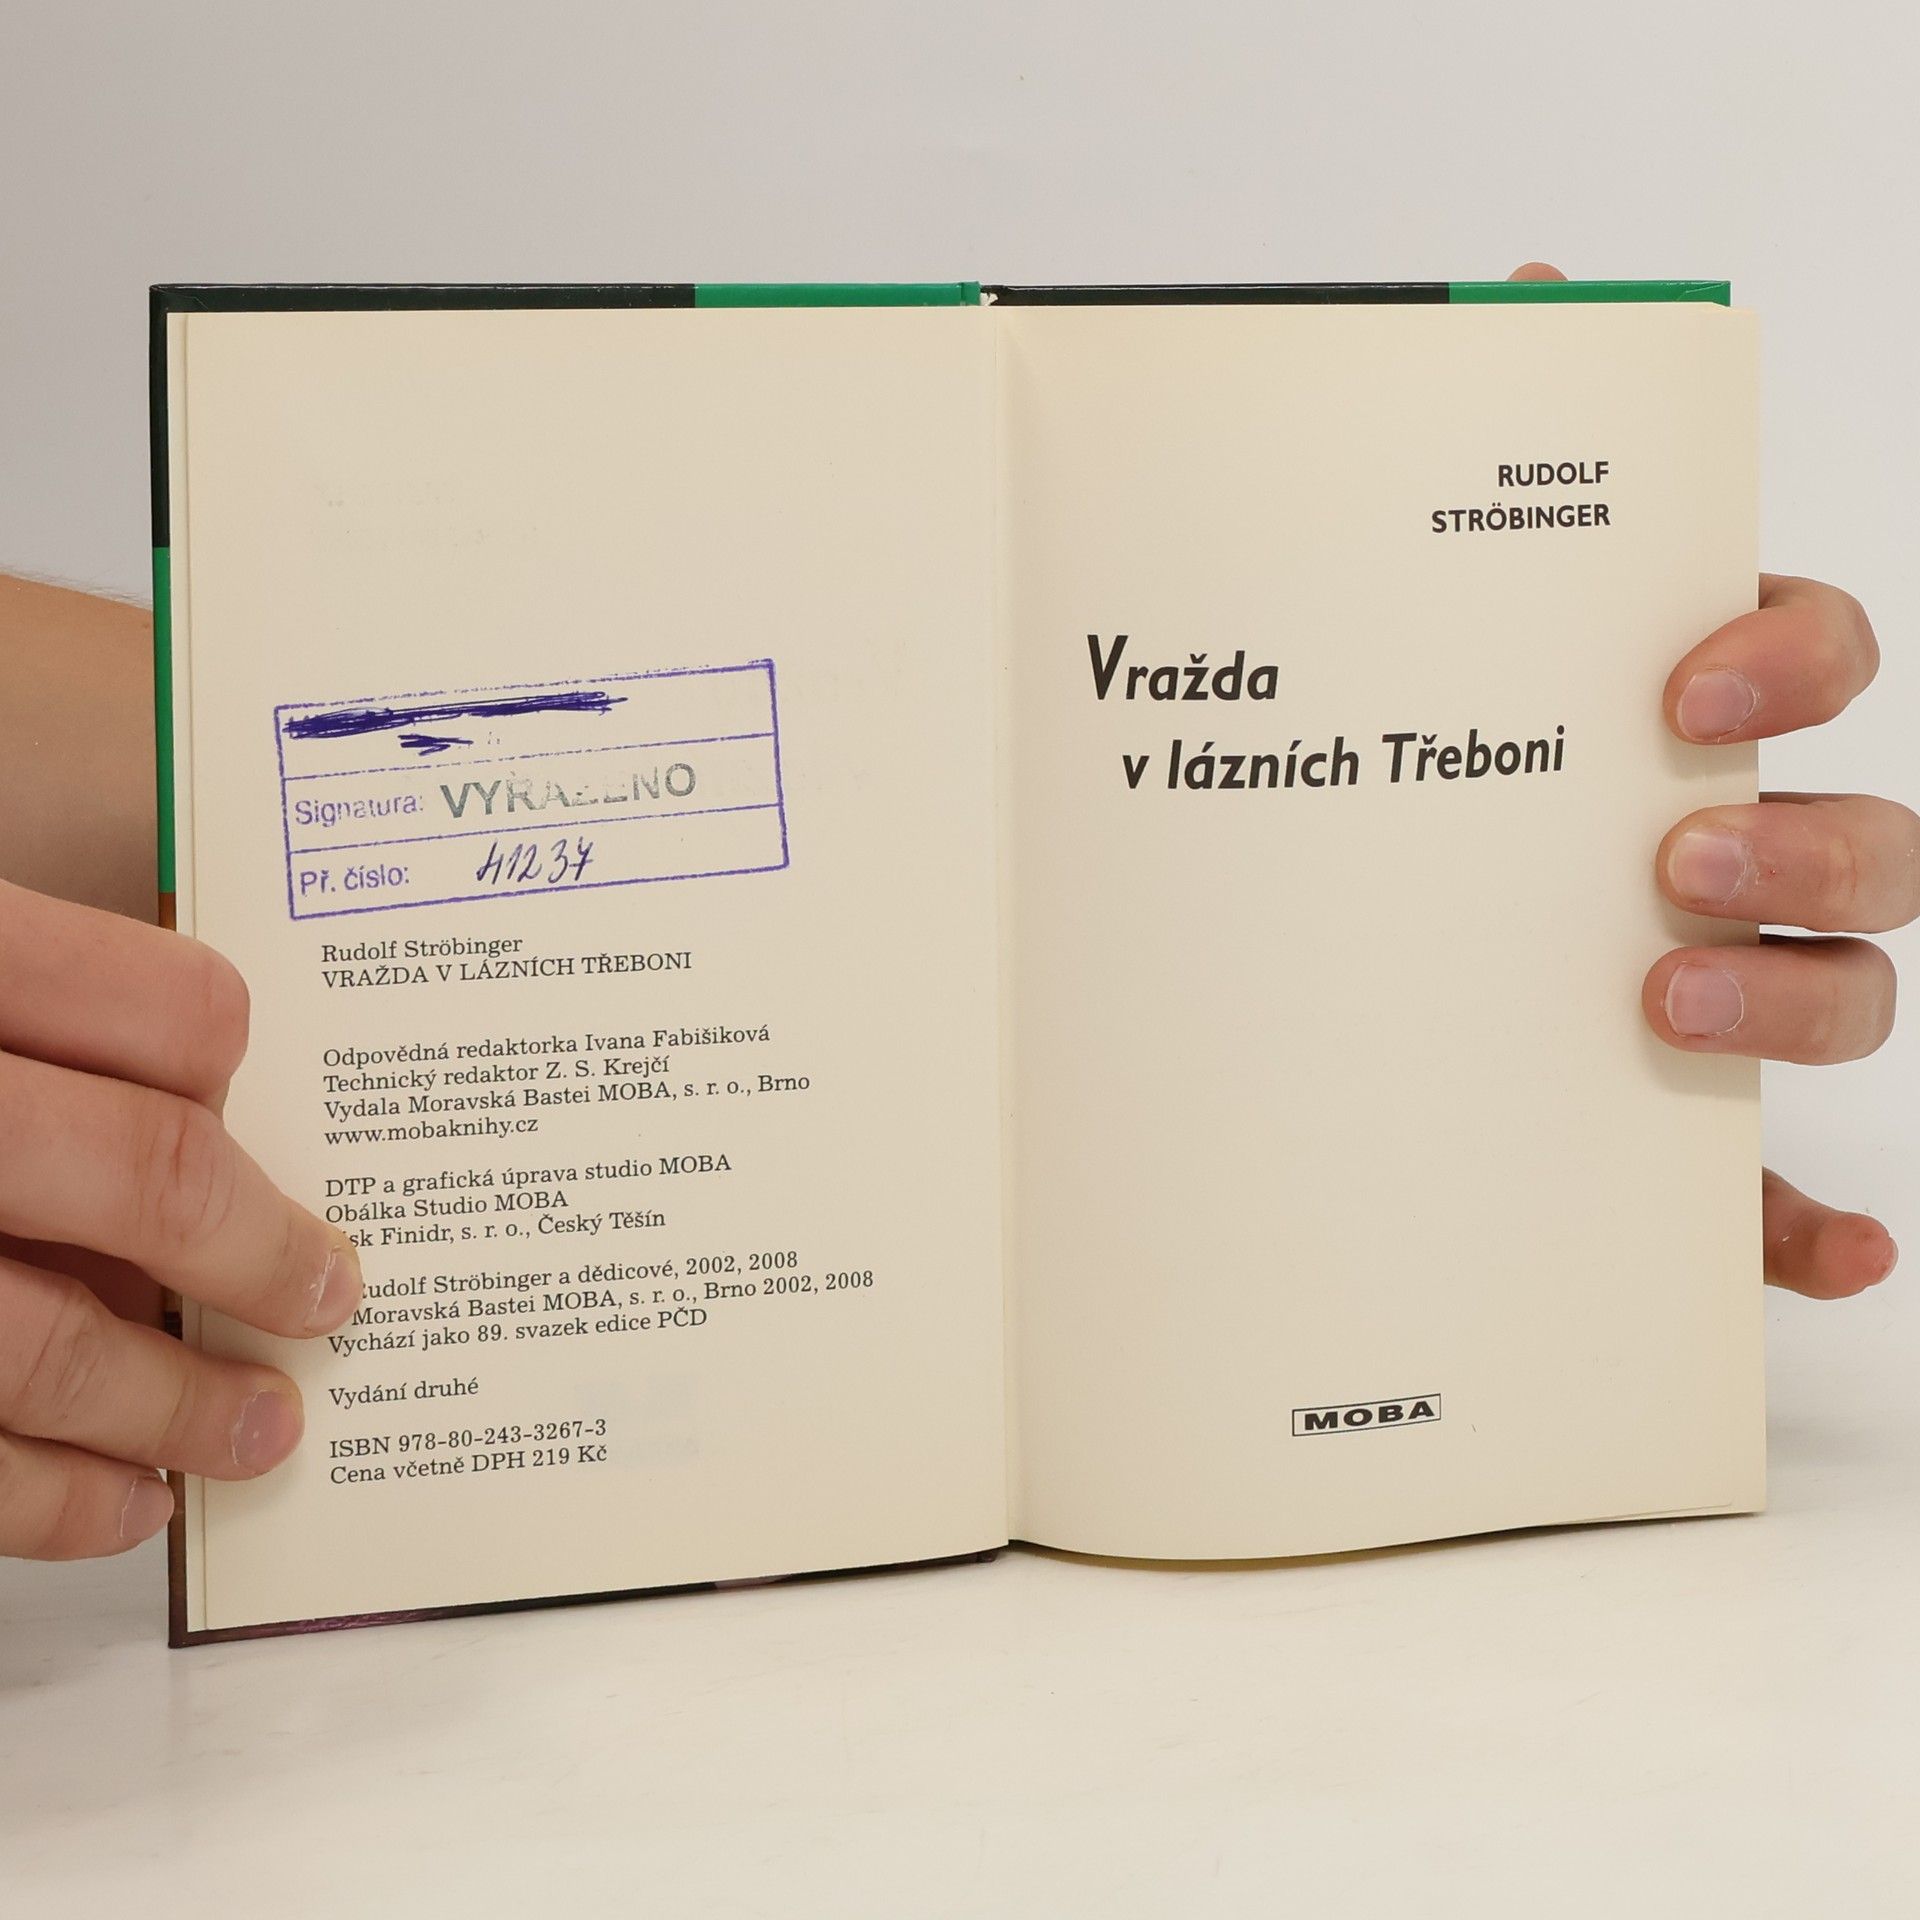 Signatura: VYŘAZENO
Př. číslo: 41237
Rudolf Ströbinger
VRAŽDA V LÁZNÍCH TŘEBONI
Odpovědná redaktorka Ivana Fabišiková
Technický redaktor Z. S. Krejčí
Vydala Moravská Bastei MOBA, s. r. o., Brno
www.mobaknihy.cz
DTP a grafická úprava studio MOBA
Obálka Studio MOBA
sk Finidr, s. r. o., Český Těšín
udolf Ströbinger a dědicové, 2002, 2008
Moravská Bastei MOBA, s. r. o., Brno 2002, 2008
Vychází jako 89. svazek edice PČD
Vydání druhé
ISBN 978-80-243-3267-3
Cena včetně DPH 219 Kč
RUDOLF
STRÖBINGER
Vražda
v lázních Třeboni
MOBA